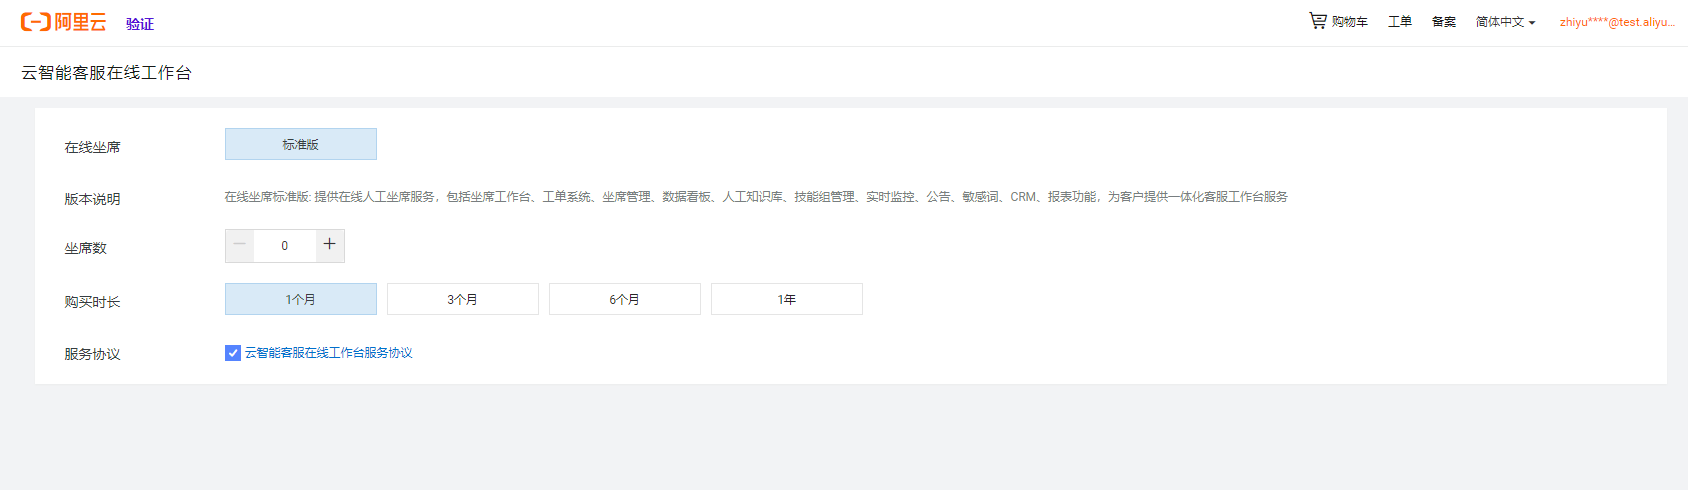 阿里云 验证 购物车 工单 备案 简体中文 zhiyu****@test.aliyu...
云智能客服在线工作台
在线坐席 标准版
版本说明 在线坐席标准版: 提供在线人工坐席服务，包括坐席工作台、工单系统、坐席管理、数据看板、人工知识库、技能组管理、实时监控、公告、敏感词、CRM、报表功能，为客户提供一体化客服工作台服务
坐席数 0
购买时长 1个月 3个月 6个月 1年
服务协议 云智能客服在线工作台服务协议